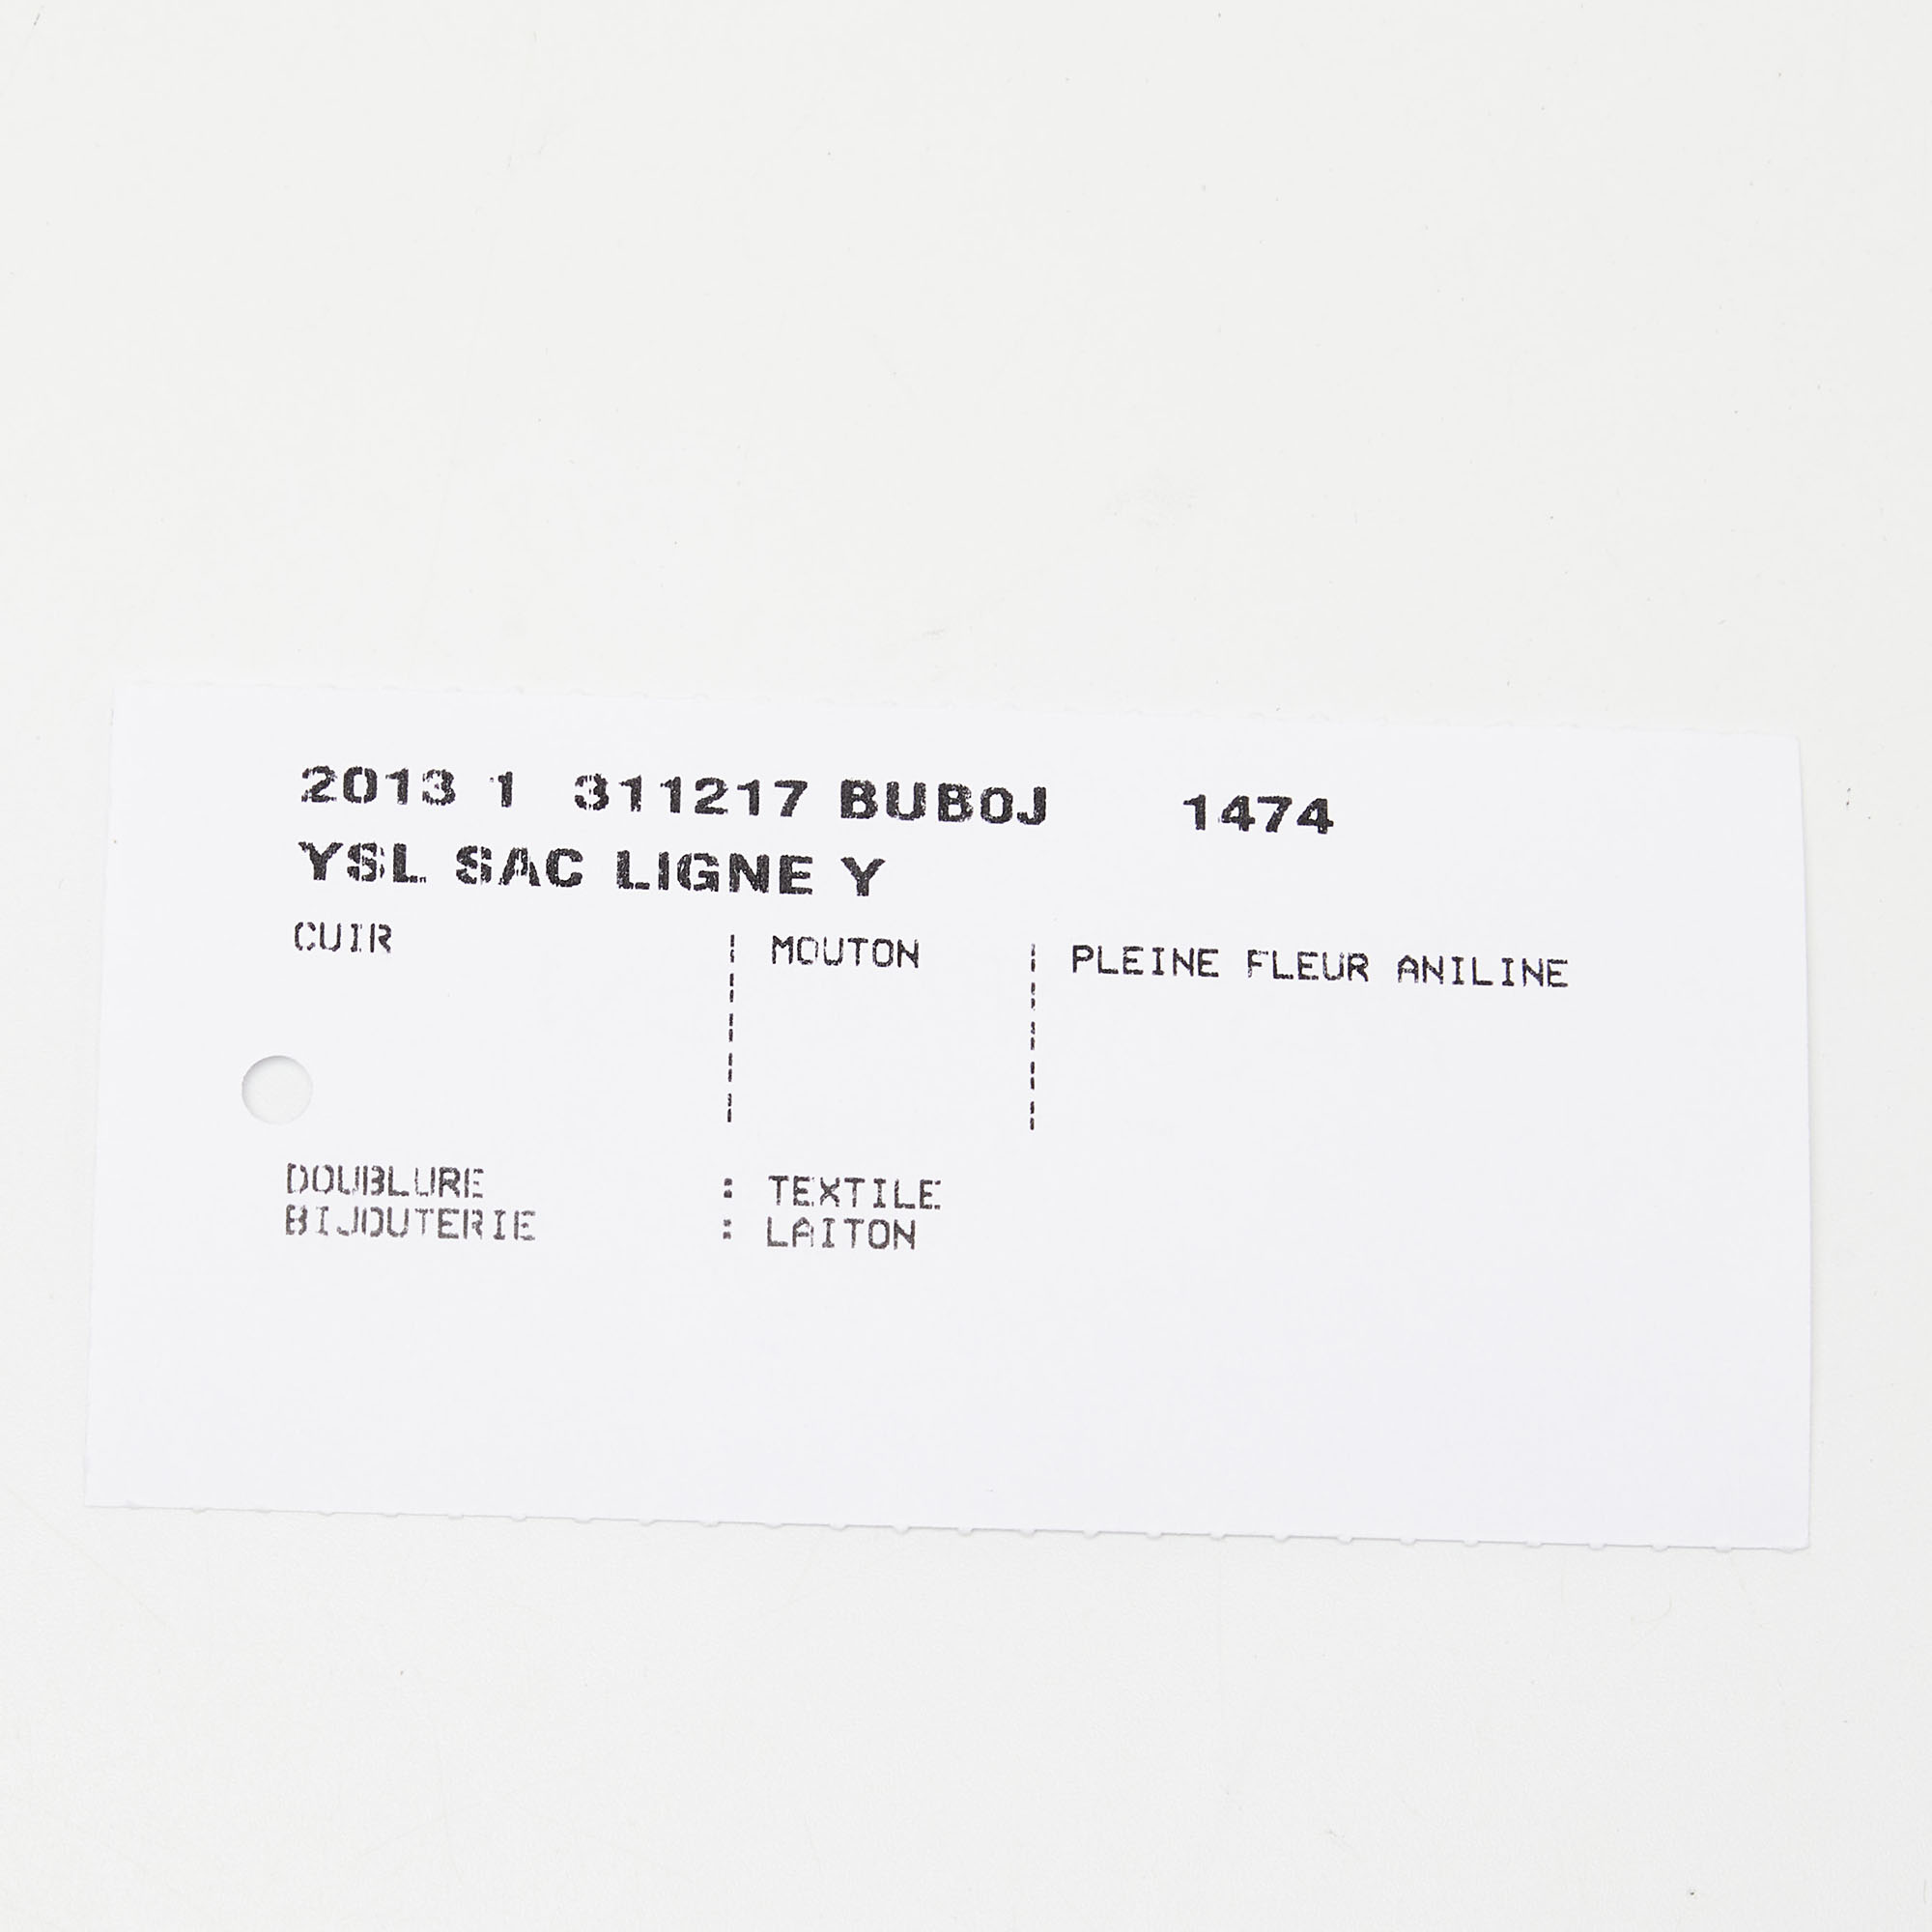 2013 1 311217 BUB0J 1474
YSL SAC LIGNE Y
CUIR ¦ MOUTON ¦ PLEINE FLEUR ANILINE
DOUBLURE : TEXTILE
BIJOUTERIE : LAITON